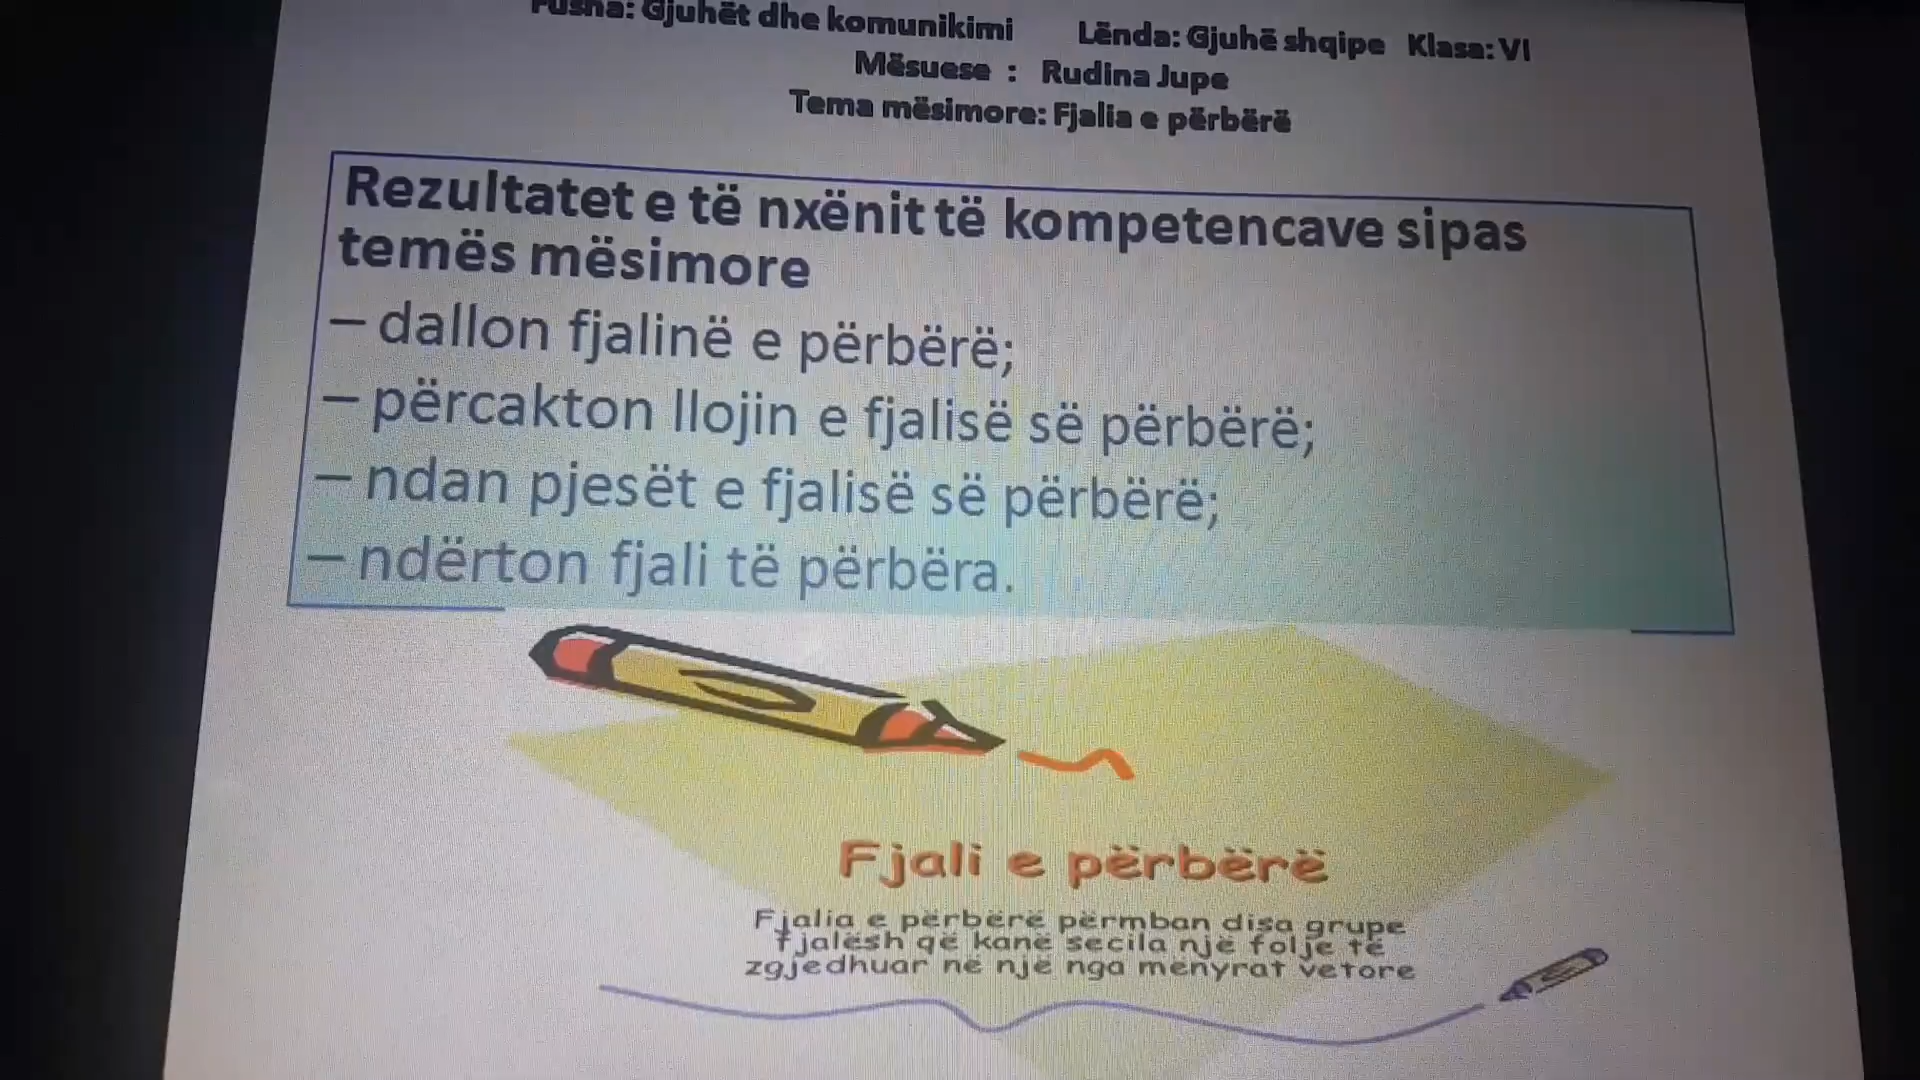 Fusha: Gjuhët dhe komunikimi Lënda: Gjuhë shqipe Klasa: VI
Mësuese : Rudina Jupe
Tema mësimore: Fjalia e përbërë
Rezultatet e të nxënit të kompetencave sipas
temës mësimore
– dallon fjalinë e përbërë;
– përcakton llojin e fjalisë së përbërë;
– ndan pjesët e fjalisë së përbërë;
– ndërton fjali të përbëra.
Fjali e përbërë
Fjalia e përbërë përmban disa grupe
fjalësh që kanë secila një folje të
zgjedhuar në një nga mënyrat vetore